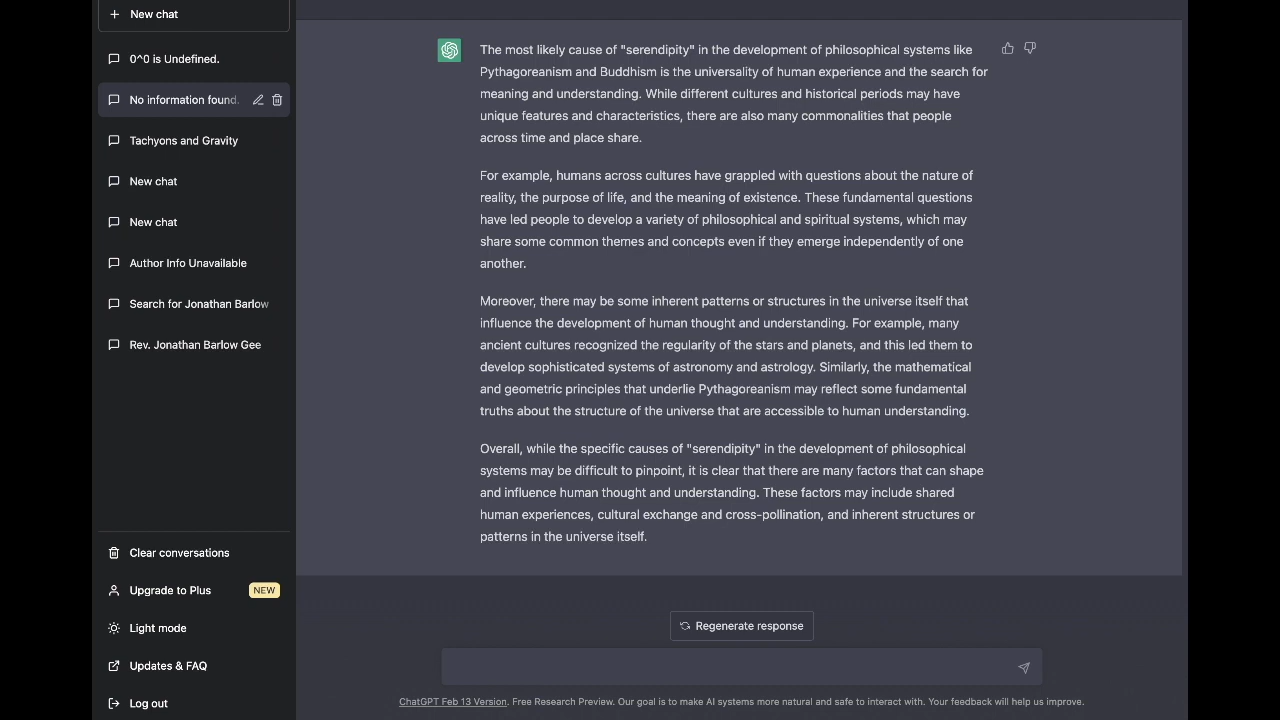 New chat
0^0 is Undefined.
No information found.
Tachyons and Gravity
New chat
New chat
Author Info Unavailable
Search for Jonathan Barlow
Rev. Jonathan Barlow Gee
Clear conversations
Upgrade to Plus NEW
Light mode
Updates & FAQ
Log out
The most likely cause of "serendipity" in the development of philosophical systems like
Pythagoreanism and Buddhism is the universality of human experience and the search for
meaning and understanding. While different cultures and historical periods may have
unique features and characteristics, there are also many commonalities that people
across time and place share.
For example, humans across cultures have grappled with questions about the nature of
reality, the purpose of life, and the meaning of existence. These fundamental questions
have led people to develop a variety of philosophical and spiritual systems, which may
share some common themes and concepts even if they emerge independently of one
another.
Moreover, there may be some inherent patterns or structures in the universe itself that
influence the development of human thought and understanding. For example, many
ancient cultures recognized the regularity of the stars and planets, and this led them to
develop sophisticated systems of astronomy and astrology. Similarly, the mathematical
and geometric principles that underlie Pythagoreanism may reflect some fundamental
truths about the structure of the universe that are accessible to human understanding.
Overall, while the specific causes of "serendipity" in the development of philosophical
systems may be difficult to pinpoint, it is clear that there are many factors that can shape
and influence human thought and understanding. These factors may include shared
human experiences, cultural exchange and cross-pollination, and inherent structures or
patterns in the universe itself.
Regenerate response
ChatGPT Feb 13 Version. Free Research Preview. Our goal is to make AI systems more natural and safe to interact with. Your feedback will help us improve.